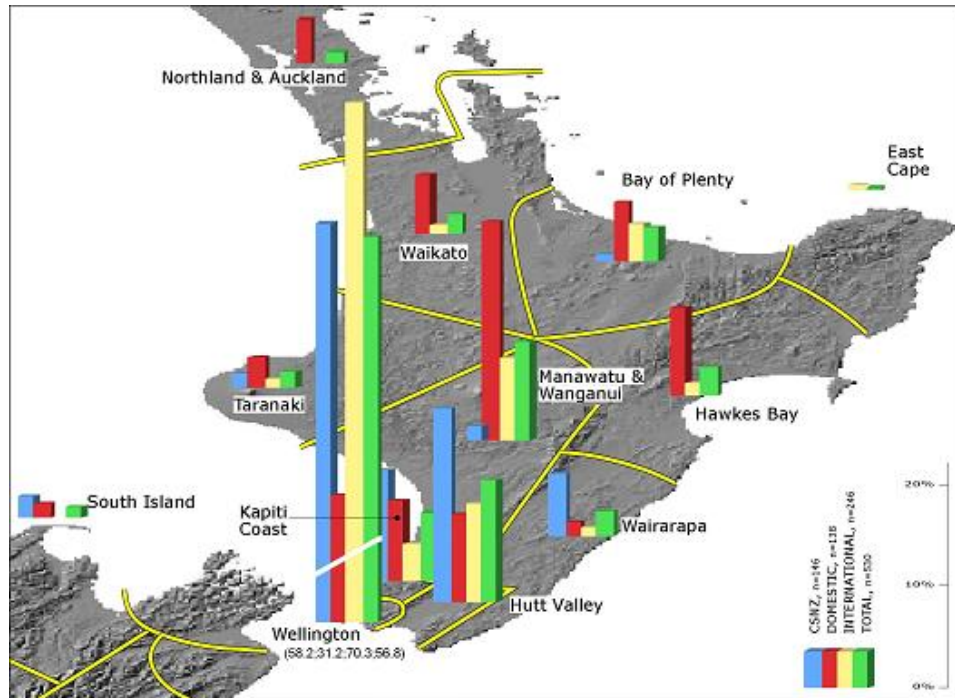 Northland & Auckland
East
Cape
Bay of Plenty
Waikato
Manawatu &
Wanganui
Taranaki
Hawkes Bay
South Island
Kapiti
Coast
Wairarapa
Hutt Valley
Wellington
(58.2;31.2;70.3;56.8)
20%
10%
0%
CSNZ, n=146
DOMESTIC, n=138
INTERNATIONAL, n=246
TOTAL, n=530